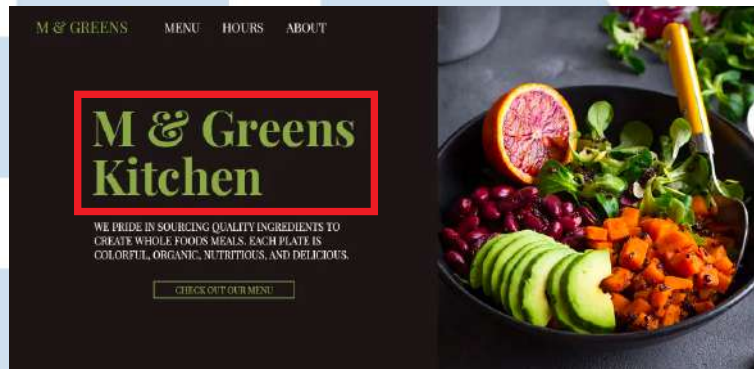 M & GREENS MENU HOURS ABOUT
M & Greens
Kitchen
WE PRIDE IN SOURCING QUALITY INGREDIENTS TO
CREATE WHOLE FOODS MEALS. EACH PLATE IS
COLORFUL, ORGANIC, NUTRITIOUS, AND DELICIOUS.
CHECK OUT OUR MENU